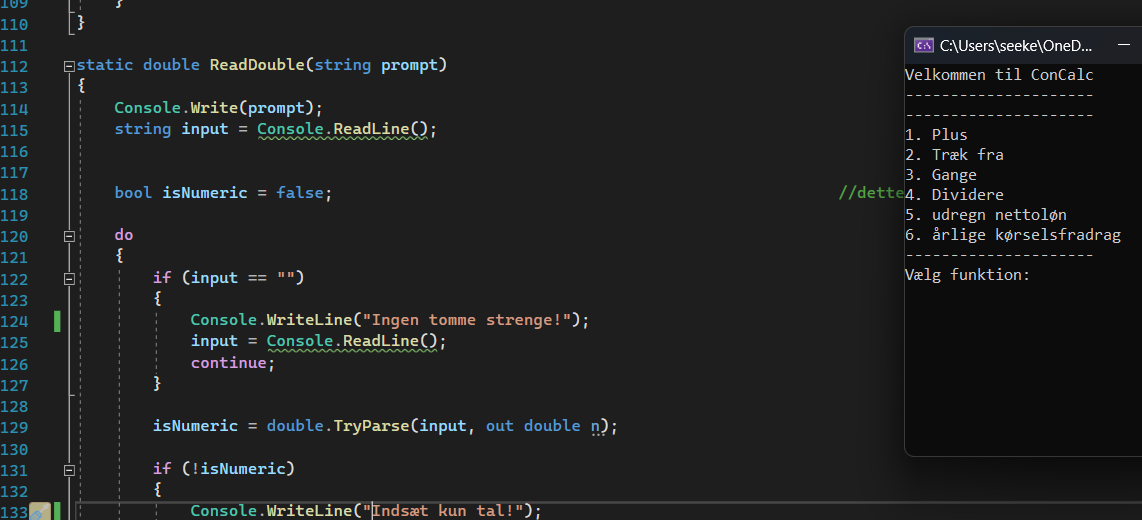 109 }
110 }
111
112 static double ReadDouble(string prompt)
113 {
114 Console.Write(prompt);
115 string input = Console.ReadLine();
116
117
118 bool isNumeric = false; //dette
119
120 do
121 {
122 if (input == "")
123 {
124 Console.WriteLine("Ingen tomme strenge!");
125 input = Console.ReadLine();
126 continue;
127 }
128
129 isNumeric = double.TryParse(input, out double n);
130
131 if (!isNumeric)
132 {
133 Console.WriteLine("Indsæt kun tal!");
C:\Users\seeke\OneD...
Velkommen til ConCalc
---------------------
---------------------
1. Plus
2. Træk fra
3. Gange
4. Dividere
5. udregn nettoløn
6. årlige kørselsfradrag
---------------------
Vælg funktion: